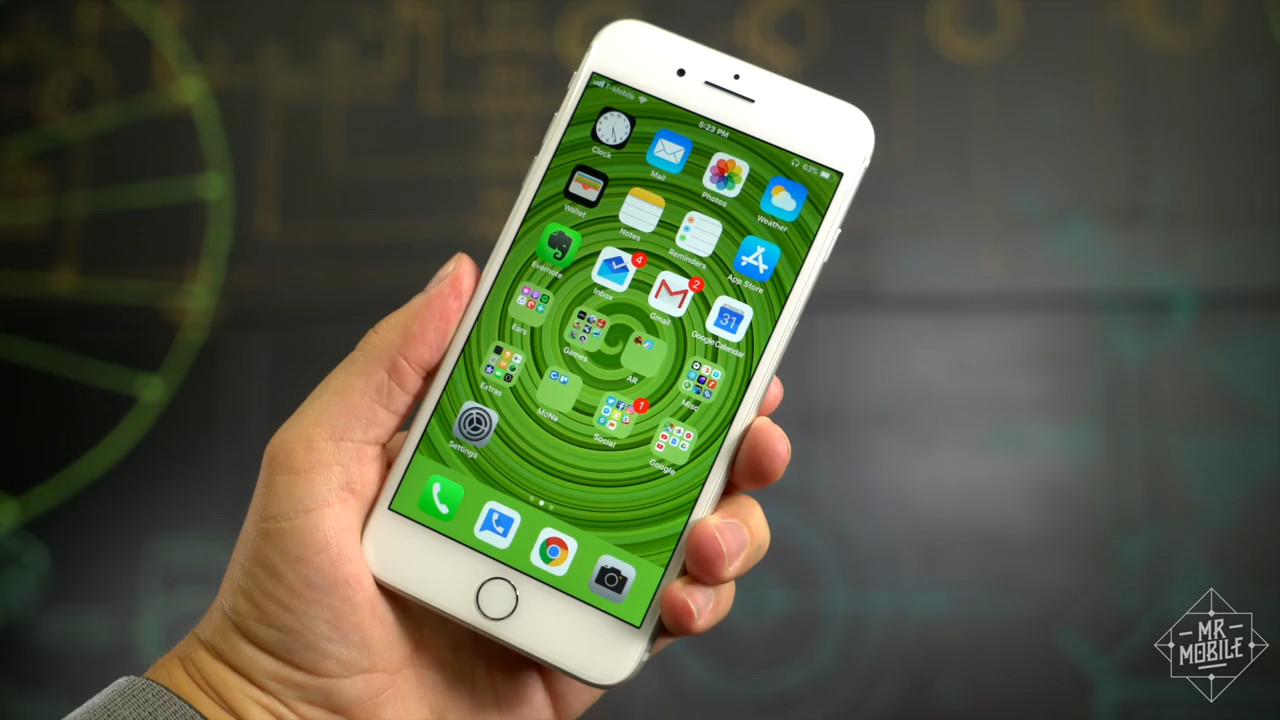 T-Mobile
5:23 PM
63%
Clock
Mail
Photos
Weather
Wallet
Notes
Reminders
App Store
Evernote
4
Inbox
2
Gmail
31
Google Calendar
Eary
Games
AR
Misc
Extras
MoNa
1
Social
Google
Settings
MR
MOBILE